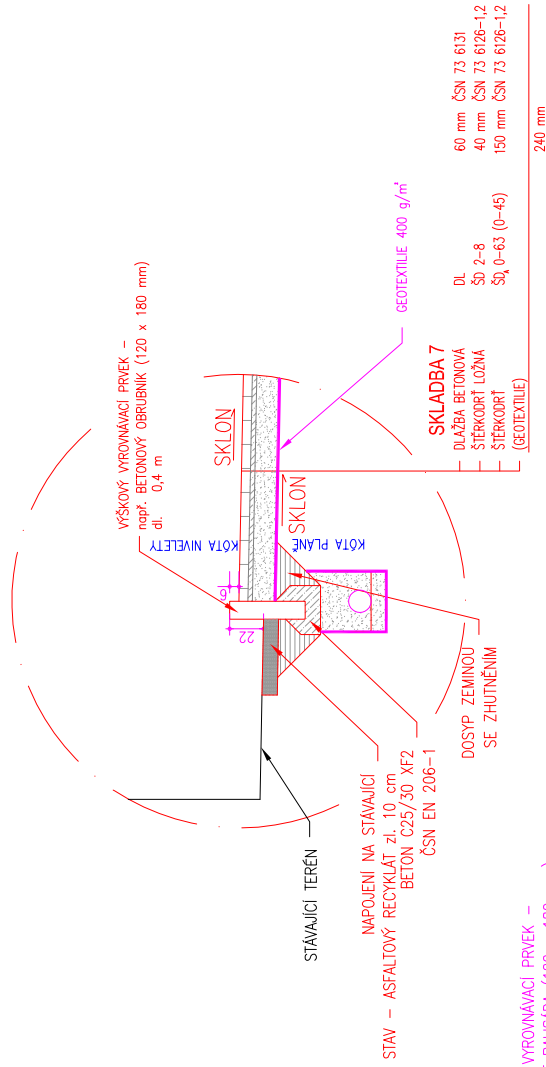 VÝŠKOVÝ VYROVNÁVACÍ PRVEK –
např. BETONOVÝ OBRUBNÍK (120 x 180 mm)
dl. 0,4 m
SKLON
SKLON
KÓTA NIVELETY
KÓTA PLÁNĚ
6
22
GEOTEXTILIE 400 g/m²
STÁVAJÍCÍ TERÉN
NAPOJENÍ NA STÁVAJÍCÍ
STAV – ASFALTOVÝ RECYKLÁT zl. 10 cm
BETON C25/30 XF2
ČSN EN 206-1
DOSYP ZEMINOU
SE ZHUTNĚNÍM
SKLADBA 7
DLAŽBA BETONOVÁ DL 60 mm ČSN 73 6131
ŠTĚRKODRŤ LOŽNÁ ŠD 2-8 40 mm ČSN 73 6126-1,2
ŠTĚRKODRŤ ŠDA 0-63 (0-45) 150 mm ČSN 73 6126-1,2
(GEOTEXTILIE)
240 mm
VYROVNÁVACÍ PRVEK –